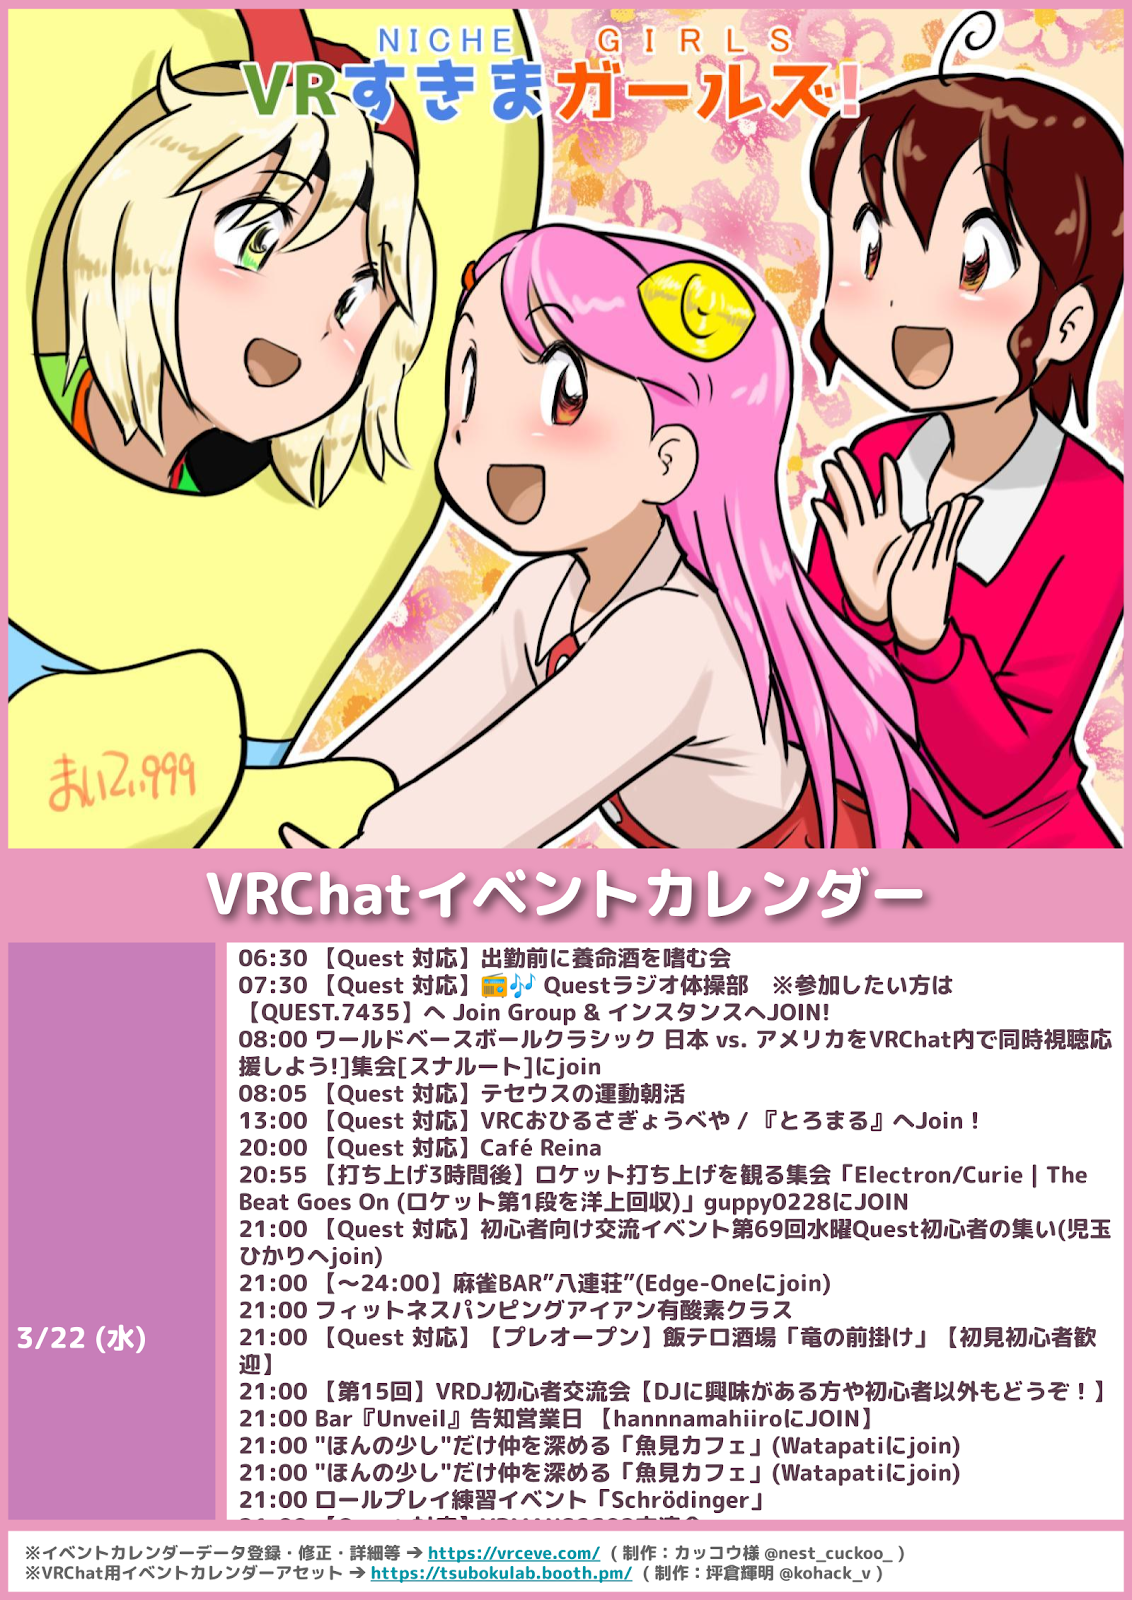 NICHE GIRLS
VRすきまガールズ!
まいてぃ999
VRChatイベントカレンダー
3/22 (水)
06:30 【Quest 対応】出勤前に養命酒を嗜む会
07:30 【Quest 対応】📻🎶 Questラジオ体操部　※参加したい方は
【QUEST.7435】へ Join Group & インスタンスへJOIN!
08:00 ワールドベースボールクラシック 日本 vs. アメリカをVRChat内で同時視聴応
援しよう!]集会[スナルート]にjoin
08:05 【Quest 対応】テセウスの運動朝活
13:00 【Quest 対応】VRCおひるさぎょうべや / 『とろまる』へJoin！
20:00 【Quest 対応】Café Reina
20:55 【打ち上げ3時間後】ロケット打ち上げを観る集会「Electron/Curie | The
Beat Goes On (ロケット第1段を洋上回収)」guppy0228にJOIN
21:00 【Quest 対応】初心者向け交流イベント第69回水曜Quest初心者の集い(児玉
ひかりへjoin)
21:00 【～24:00】麻雀BAR”八連荘”(Edge-Oneにjoin)
21:00 フィットネスパンピングアイアン有酸素クラス
21:00 【Quest 対応】【プレオープン】飯テロ酒場「竜の前掛け」【初見初心者歓
迎】
21:00 【第15回】VRDJ初心者交流会【DJに興味がある方や初心者以外もどうぞ！】
21:00 Bar『Unveil』告知営業日 【hannnamahiiroにJOIN】
21:00 "ほんの少し"だけ仲を深める「魚見カフェ」(Watapatiにjoin)
21:00 "ほんの少し"だけ仲を深める「魚見カフェ」(Watapatiにjoin)
21:00 ロールプレイ練習イベント「Schrödinger」
※イベントカレンダーデータ登録・修正・詳細等 ➔ https://vrceve.com/ ( 制作：カッコウ様 @nest_cuckoo_ )
※VRChat用イベントカレンダーアセット ➔ https://tsubokulab.booth.pm/ ( 制作：坪倉輝明 @kohack_v )